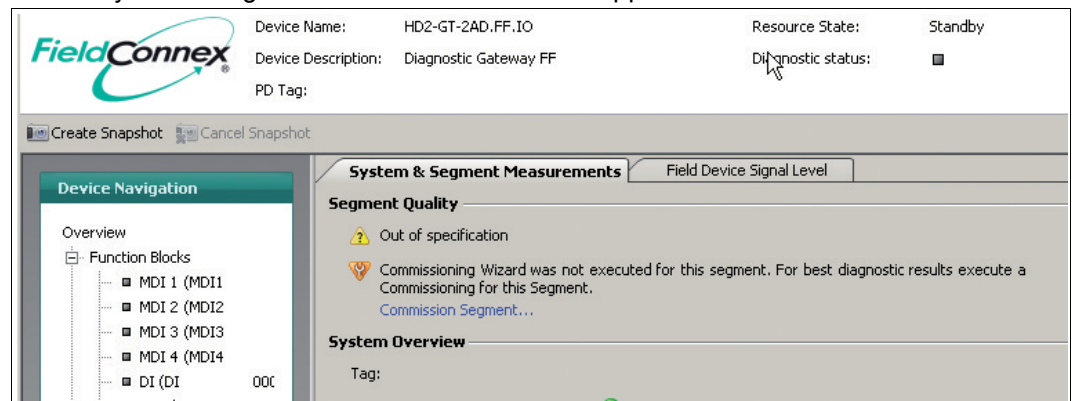 Device Name: HD2-GT-2AD.FF.IO Resource State: Standby
FieldConnex®
Device Description: Diagnostic Gateway FF Diagnostic status:
PD Tag:
Create Snapshot Cancel Snapshot
System & Segment Measurements Field Device Signal Level
Device Navigation
Segment Quality
Overview
Out of specification
Function Blocks
Commissioning Wizard was not executed for this segment. For best diagnostic results execute a
MDI 1 (MDI1
Commissioning for this Segment.
MDI 2 (MDI2
Commission Segment...
MDI 3 (MDI3
System Overview
MDI 4 (MDI4
Tag:
DI (DI 000